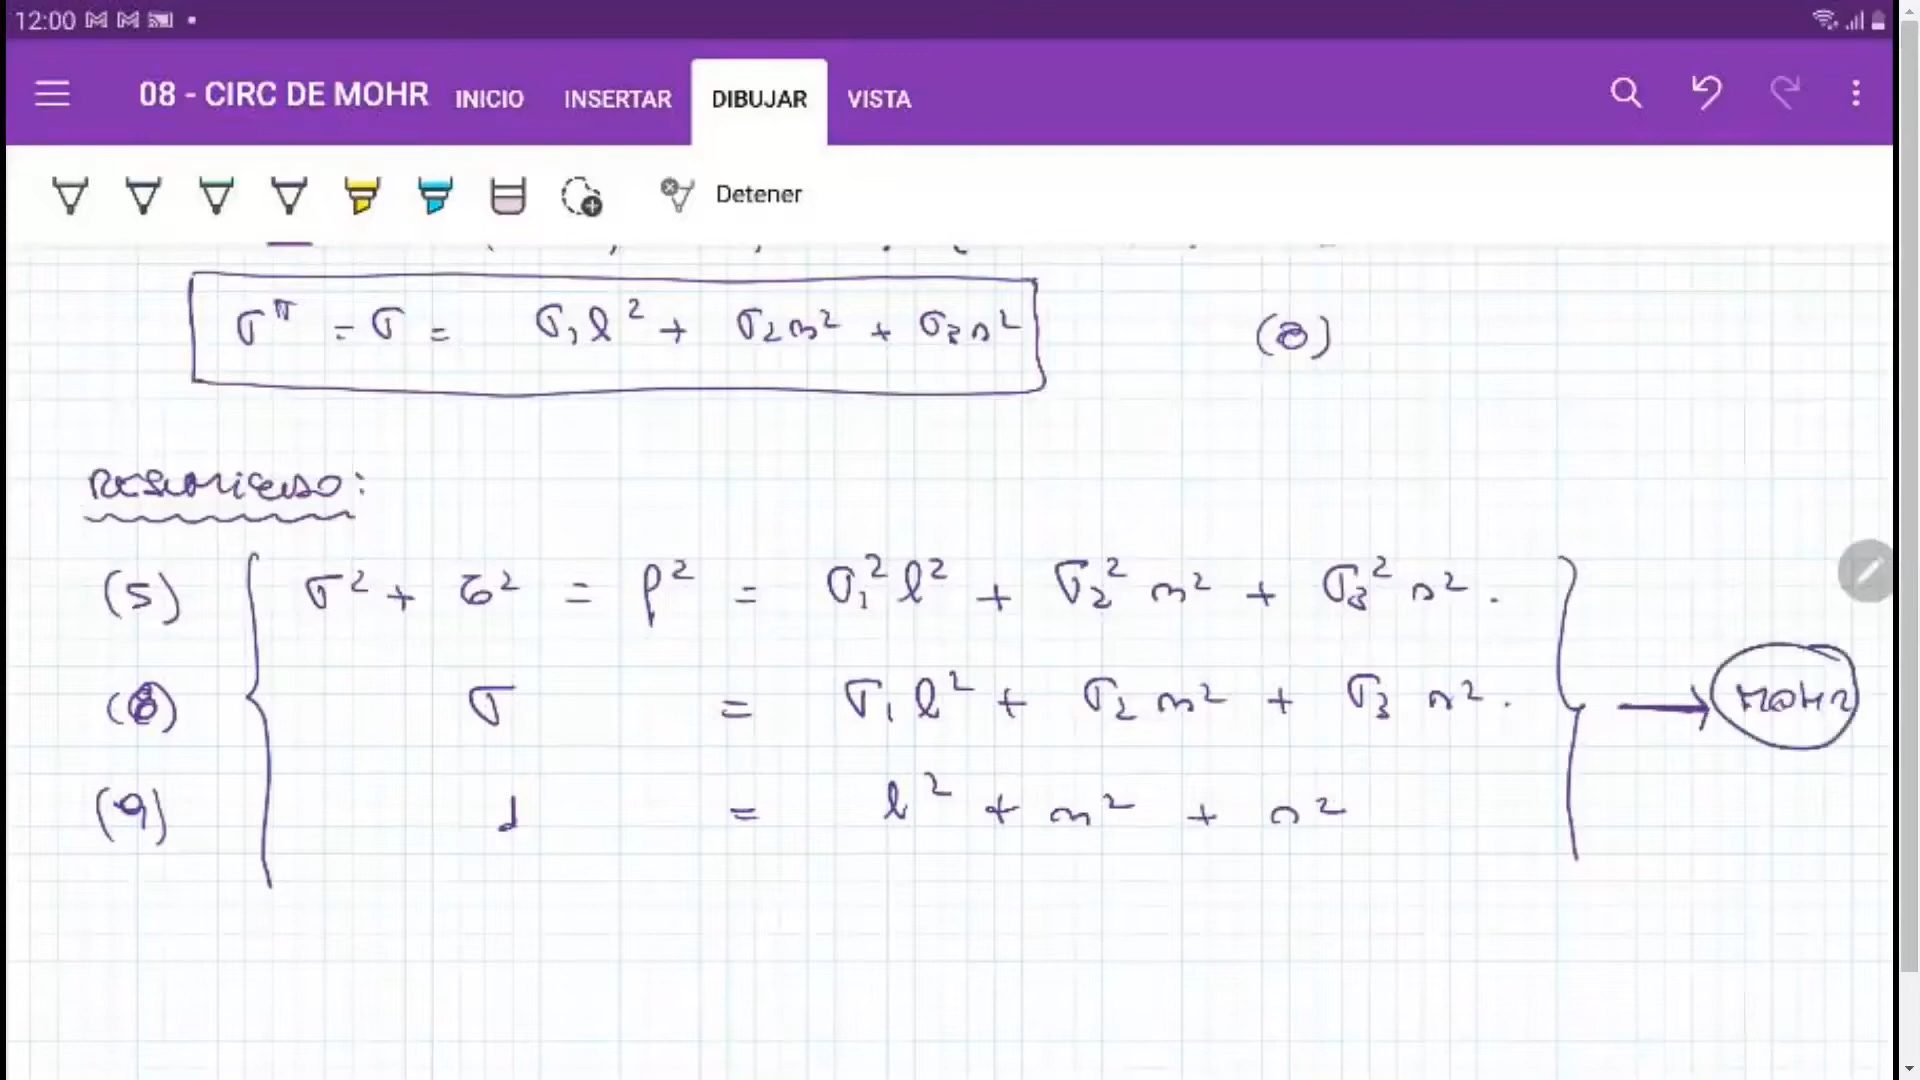 12:00
08 - CIRC DE MOHR INICIO INSERTAR DIBUJAR VISTA
Detener
σ^π = σ = σ₁l² + σ₂m² + σ₃n² (8)
RESUMIENDO:
(5) { σ² + τ² = ρ² = σ₁²l² + σ₂²m² + σ₃²n². }
(8) σ = σ₁l² + σ₂m² + σ₃n². → MOHR
(9) 1 = l² + m² + n²